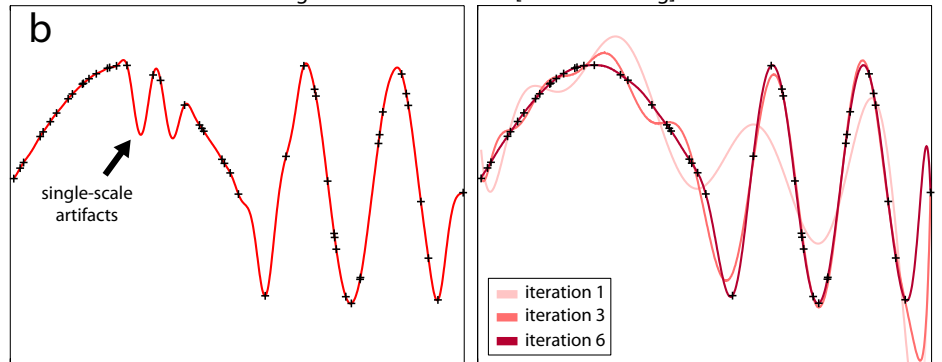 b
single-scale
artifacts
iteration 1
iteration 3
iteration 6